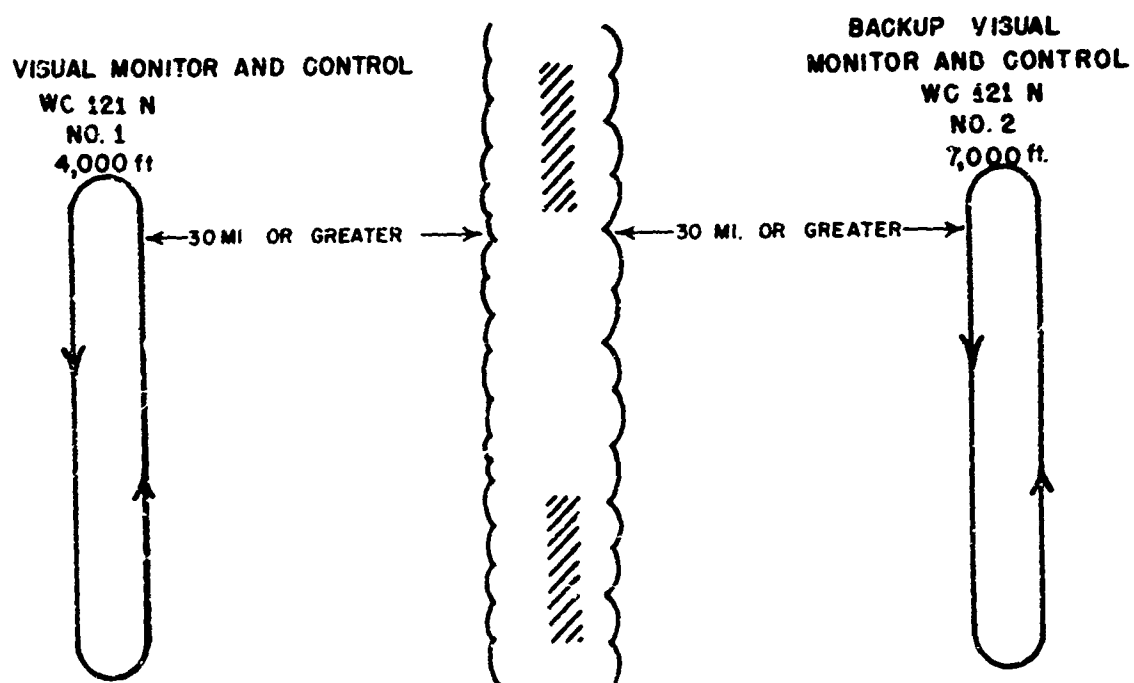 VISUAL MONITOR AND CONTROL
WC 121 N
NO. 1
4,000 ft
BACKUP VISUAL
MONITOR AND CONTROL
WC 121 N
NO. 2
7,000 ft.
30 MI OR GREATER
30 MI. OR GREATER